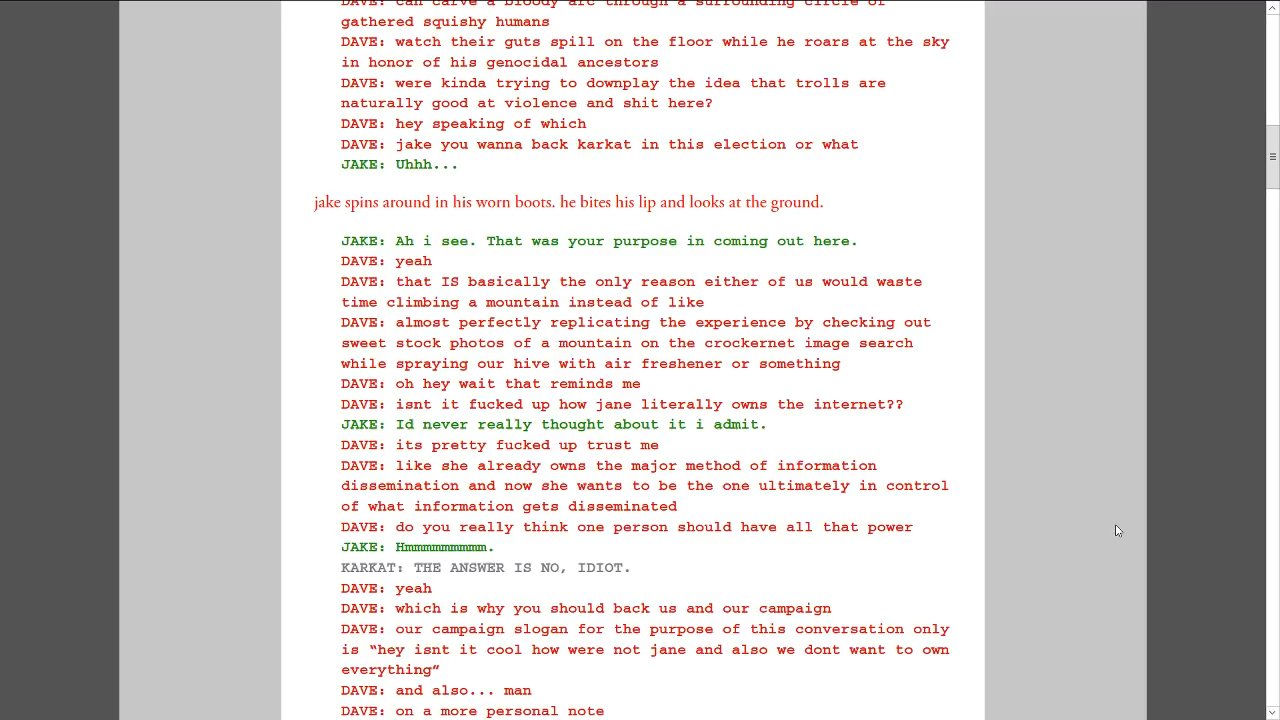 DAVE: can carve a bloody arc through a surrounding circle of
gathered squishy humans
DAVE: watch their guts spill on the floor while he roars at the sky
in honor of his genocidal ancestors
DAVE: were kinda trying to downplay the idea that trolls are
naturally good at violence and shit here?
DAVE: hey speaking of which
DAVE: jake you wanna back karkat in this election or what
JAKE: Uhhh...
jake spins around in his worn boots. he bites his lip and looks at the ground.
JAKE: Ah i see. That was your purpose in coming out here.
DAVE: yeah
DAVE: that IS basically the only reason either of us would waste
time climbing a mountain instead of like
DAVE: almost perfectly replicating the experience by checking out
sweet stock photos of a mountain on the crockernet image search
while spraying our hive with air freshener or something
DAVE: oh hey wait that reminds me
DAVE: isnt it fucked up how jane literally owns the internet??
JAKE: Id never really thought about it i admit.
DAVE: its pretty fucked up trust me
DAVE: like she already owns the major method of information
dissemination and now she wants to be the one ultimately in control
of what information gets disseminated
DAVE: do you really think one person should have all that power
JAKE: Hmmmmmmmmm.
KARKAT: THE ANSWER IS NO, IDIOT.
DAVE: yeah
DAVE: which is why you should back us and our campaign
DAVE: our campaign slogan for the purpose of this conversation only
is “hey isnt it cool how were not jane and also we dont want to own
everything”
DAVE: and also... man
DAVE: on a more personal note